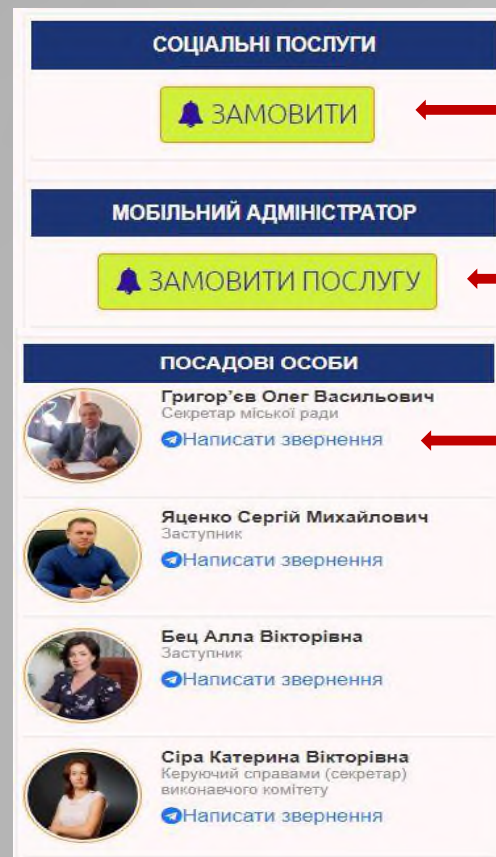 СОЦІАЛЬНІ ПОСЛУГИ
ЗАМОВИТИ
МОБІЛЬНИЙ АДМІНІСТРАТОР
ЗАМОВИТИ ПОСЛУГУ
ПОСАДОВІ ОСОБИ
Григор’єв Олег Васильович
Секретар міської ради
Написати звернення
Яценко Сергій Михайлович
Заступник
Написати звернення
Бец Алла Вікторівна
Заступник
Написати звернення
Сіра Катерина Вікторівна
Керуючий справами (секретар)
виконавчого комітету
Написати звернення